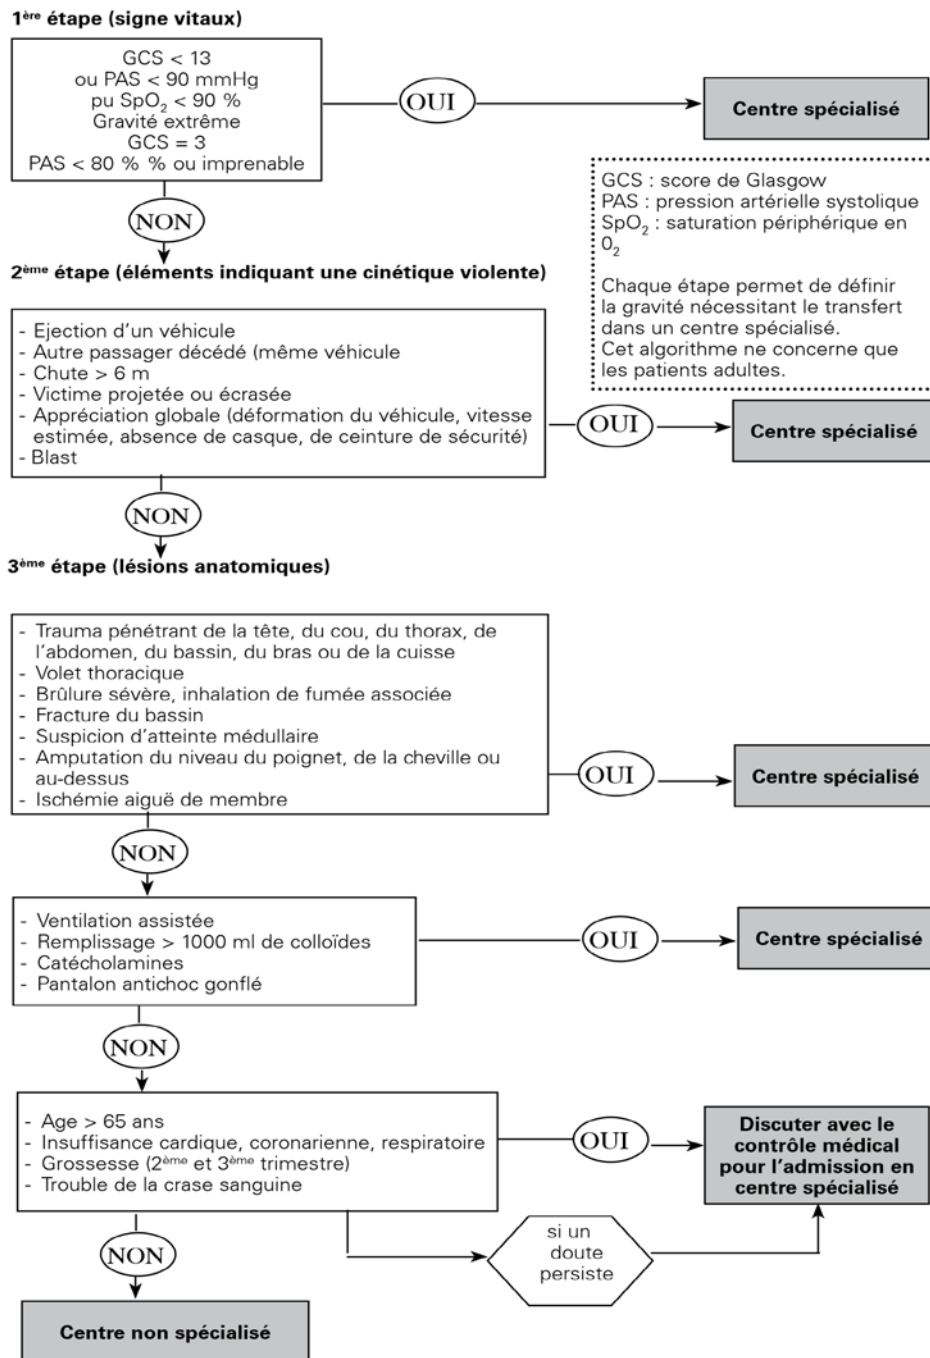 1ère étape (signe vitaux)
GCS < 13
ou PAS < 90 mmHg
pu SpO2 < 90 %
Gravité extrême
GCS = 3
PAS < 80 % % ou imprenable
OUI
Centre spécialisé
NON
GCS : score de Glasgow
PAS : pression artérielle systolique
SpO2 : saturation périphérique en
02
Chaque étape permet de définir
la gravité nécessitant le transfert
dans un centre spécialisé.
Cet algorithme ne concerne que
les patients adultes.
2ème étape (éléments indiquant une cinétique violente)
- Ejection d'un véhicule
- Autre passager décédé (même véhicule
- Chute > 6 m
- Victime projetée ou écrasée
- Appréciation globale (déformation du véhicule, vitesse
estimée, absence de casque, de ceinture de sécurité)
- Blast
OUI
Centre spécialisé
NON
3ème étape (lésions anatomiques)
- Trauma pénétrant de la tête, du cou, du thorax, de
l'abdomen, du bassin, du bras ou de la cuisse
- Volet thoracique
- Brûlure sévère, inhalation de fumée associée
- Fracture du bassin
- Suspicion d'atteinte médullaire
- Amputation du niveau du poignet, de la cheville ou
au-dessus
- Ischémie aiguë de membre
OUI
Centre spécialisé
NON
- Ventilation assistée
- Remplissage > 1000 ml de colloïdes
- Catécholamines
- Pantalon antichoc gonflé
OUI
Centre spécialisé
NON
- Age > 65 ans
- Insuffisance cardique, coronarienne, respiratoire
- Grossesse (2ème et 3ème trimestre)
- Trouble de la crase sanguine
OUI
Discuter avec le
contrôle médical
pour l'admission en
centre spécialisé
si un
doute
persiste
NON
Centre non spécialisé